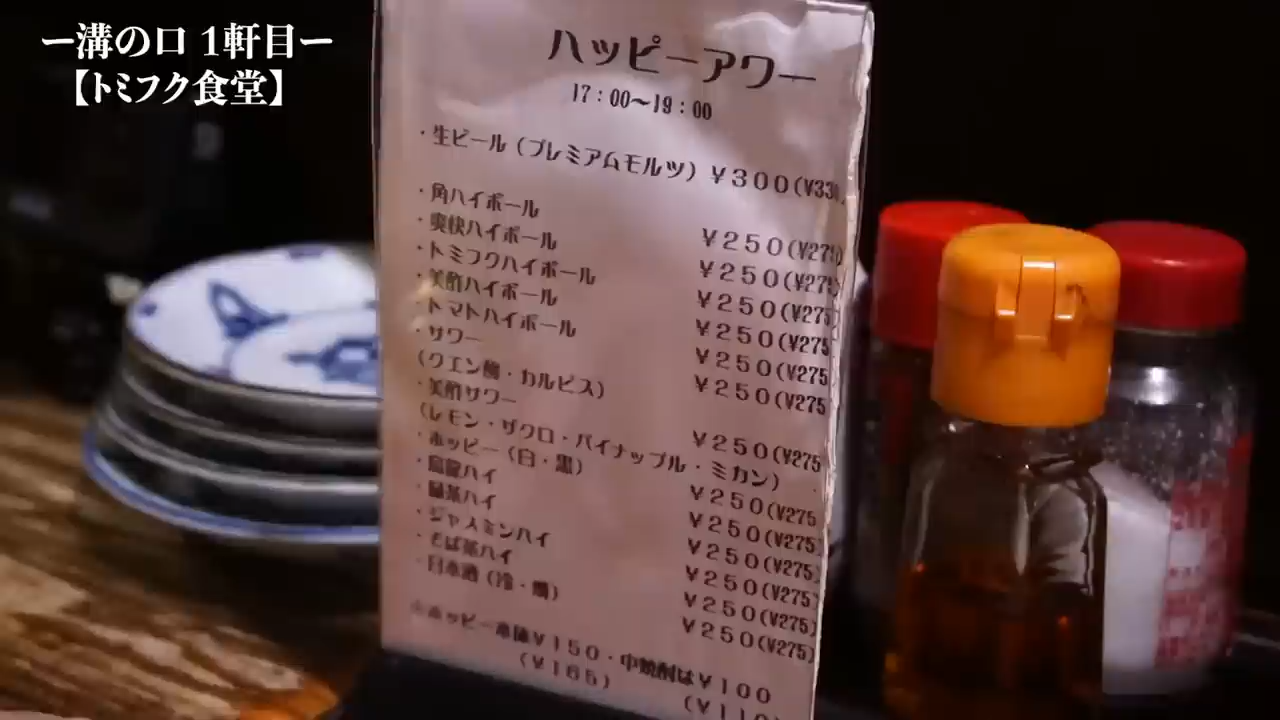 ー溝の口 1軒目ー
【トミフク食堂】
ハッピーアワー
17：00〜19：00
・生ビール（プレミアムモルツ）￥300(¥330
・角ハイボール ￥250(¥275)
・爽快ハイボール ￥250(¥275
・トミフクハイボール ￥250(¥275
・美酢ハイボール ￥250(¥275
・トマトハイボール ￥250(¥275
・サワー ￥250(¥275
（クエン酸・カルピス）
・美酢サワー ￥250(¥275
（レモン・ザクロ・パイナップル・ミカン）
・ホッピー（白・黒） ￥250(¥275
・烏龍ハイ ￥250(¥275)
・緑茶ハイ ￥250(¥275)
・ジャスミンハイ ￥250(¥275)
・そば茶ハイ ￥250(¥275)
・日本酒（冷・燗） ￥250(¥275)
※ホッピー単体￥150・中焼酎は￥100
(￥165) (￥110)